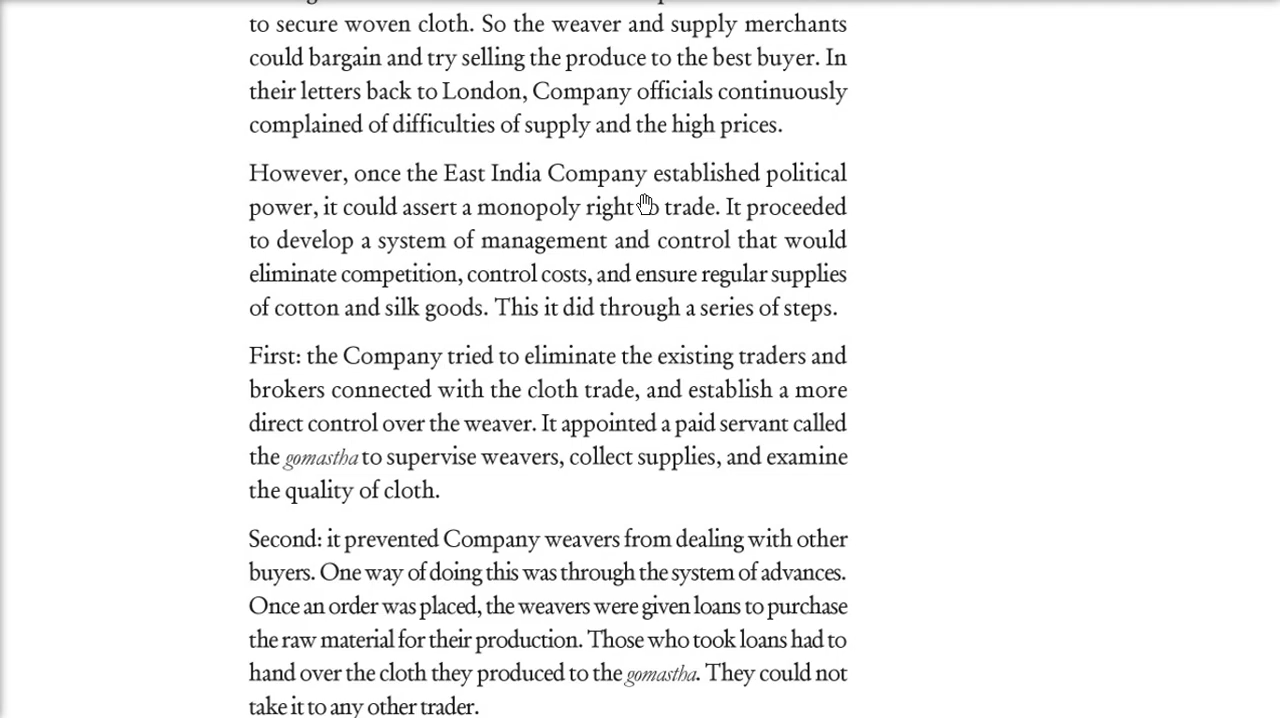 to secure woven cloth. So the weaver and supply merchants
could bargain and try selling the produce to the best buyer. In
their letters back to London, Company officials continuously
complained of difficulties of supply and the high prices.
However, once the East India Company established political
power, it could assert a monopoly right trade. It proceeded
to develop a system of management and control that would
eliminate competition, control costs, and ensure regular supplies
of cotton and silk goods. This it did through a series of steps.
First: the Company tried to eliminate the existing traders and
brokers connected with the cloth trade, and establish a more
direct control over the weaver. It appointed a paid servant called
the gomastha to supervise weavers, collect supplies, and examine
the quality of cloth.
Second: it prevented Company weavers from dealing with other
buyers. One way of doing this was through the system of advances.
Once an order was placed, the weavers were given loans to purchase
the raw material for their production. Those who took loans had to
hand over the cloth they produced to the gomastha. They could not
take it to any other trader.